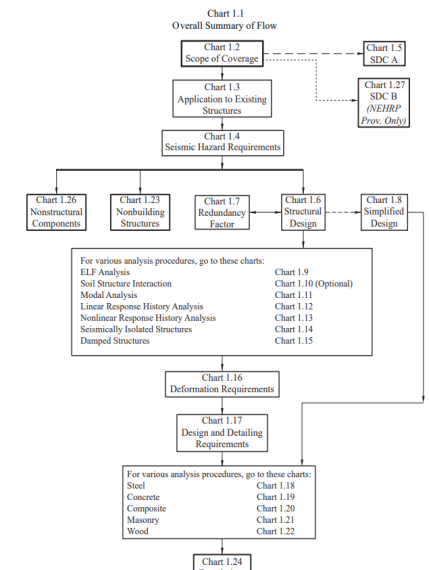 Chart 1.1
Overall Summary of Flow
Chart 1.2
Scope of Coverage
Chart 1.5
SDC A
Chart 1.27
SDC B
(NEHRP
Prov. Only)
Chart 1.3
Application to Existing
Structures
Chart 1.4
Seismic Hazard Requirements
Chart 1.26
Nonstructural
Components
Chart 1.23
Nonbuilding
Structures
Chart 1.7
Redundancy
Factor
Chart 1.6
Structural
Design
Chart 1.8
Simplified
Design
For various analysis procedures, go to these charts:
ELF Analysis Chart 1.9
Soil Structure Interaction Chart 1.10 (Optional)
Modal Analysis Chart 1.11
Linear Response History Analysis Chart 1.12
Nonlinear Response History Analysis Chart 1.13
Seismically Isolated Structures Chart 1.14
Damped Structures Chart 1.15
Chart 1.16
Deformation Requirements
Chart 1.17
Design and Detailing
Requirements
For various analysis procedures, go to these charts:
Steel Chart 1.18
Concrete Chart 1.19
Composite Chart 1.20
Masonry Chart 1.21
Wood Chart 1.22
Chart 1.24